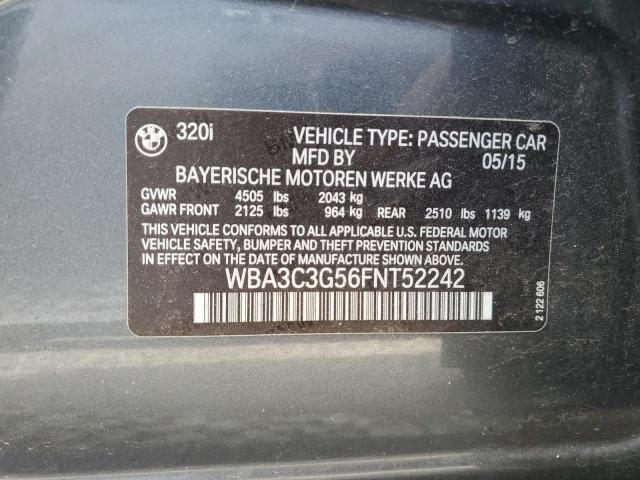 BMW 320i VEHICLE TYPE: PASSENGER CAR
MFD BY 05/15
BAYERISCHE MOTOREN WERKE AG
GVWR 4505 lbs 2043 kg
GAWR FRONT 2125 lbs 964 kg REAR 2510 lbs 1139 kg
THIS VEHICLE CONFORMS TO ALL APPLICABLE U.S. FEDERAL MOTOR
VEHICLE SAFETY, BUMPER AND THEFT PREVENTION STANDARDS
IN EFFECT ON THE DATE OF MANUFACTURE SHOWN ABOVE.
WBA3C3G56FNT52242
2 122 606